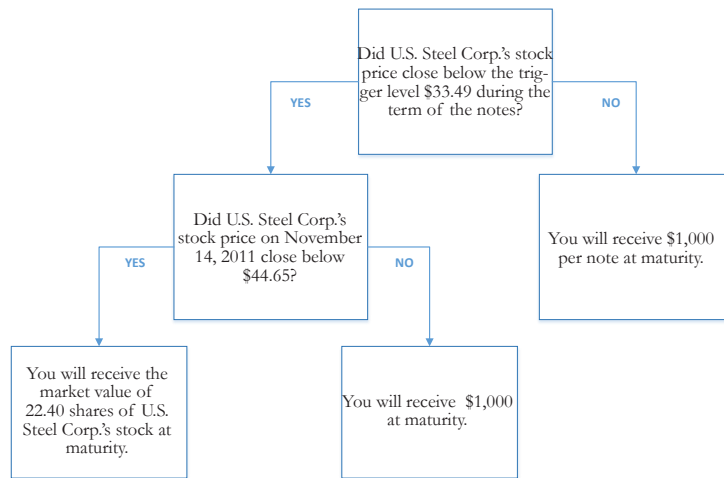 Did U.S. Steel Corp.'s stock
price close below the trig-
ger level $33.49 during the
term of the notes?
YES
NO
Did U.S. Steel Corp.'s
stock price on November
14, 2011 close below
$44.65?
You will receive $1,000
per note at maturity.
YES
NO
You will receive the
market value of
22.40 shares of U.S.
Steel Corp.'s stock at
maturity.
You will receive  $1,000
at maturity.